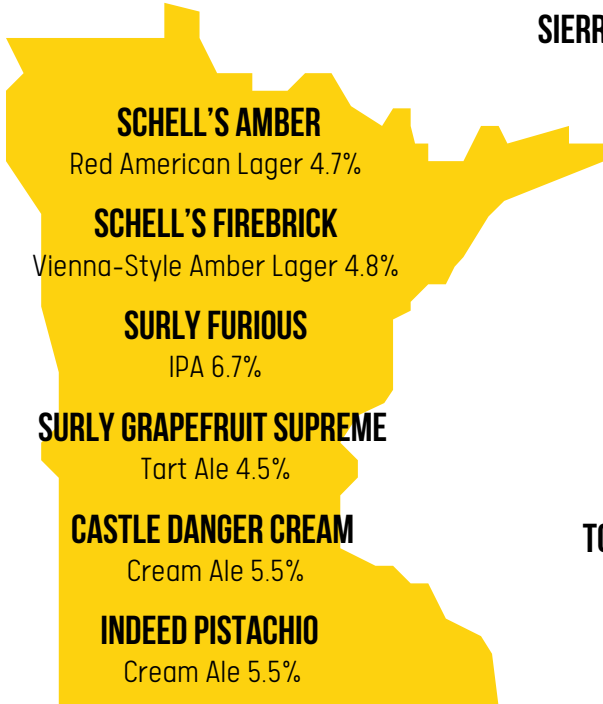 SIERR
SCHELL'S AMBER
Red American Lager 4.7%
SCHELL'S FIREBRICK
Vienna-Style Amber Lager 4.8%
SURLY FURIOUS
IPA 6.7%
SURLY GRAPEFRUIT SUPREME
Tart Ale 4.5%
CASTLE DANGER CREAM
Cream Ale 5.5%
TO
INDEED PISTACHIO
Cream Ale 5.5%